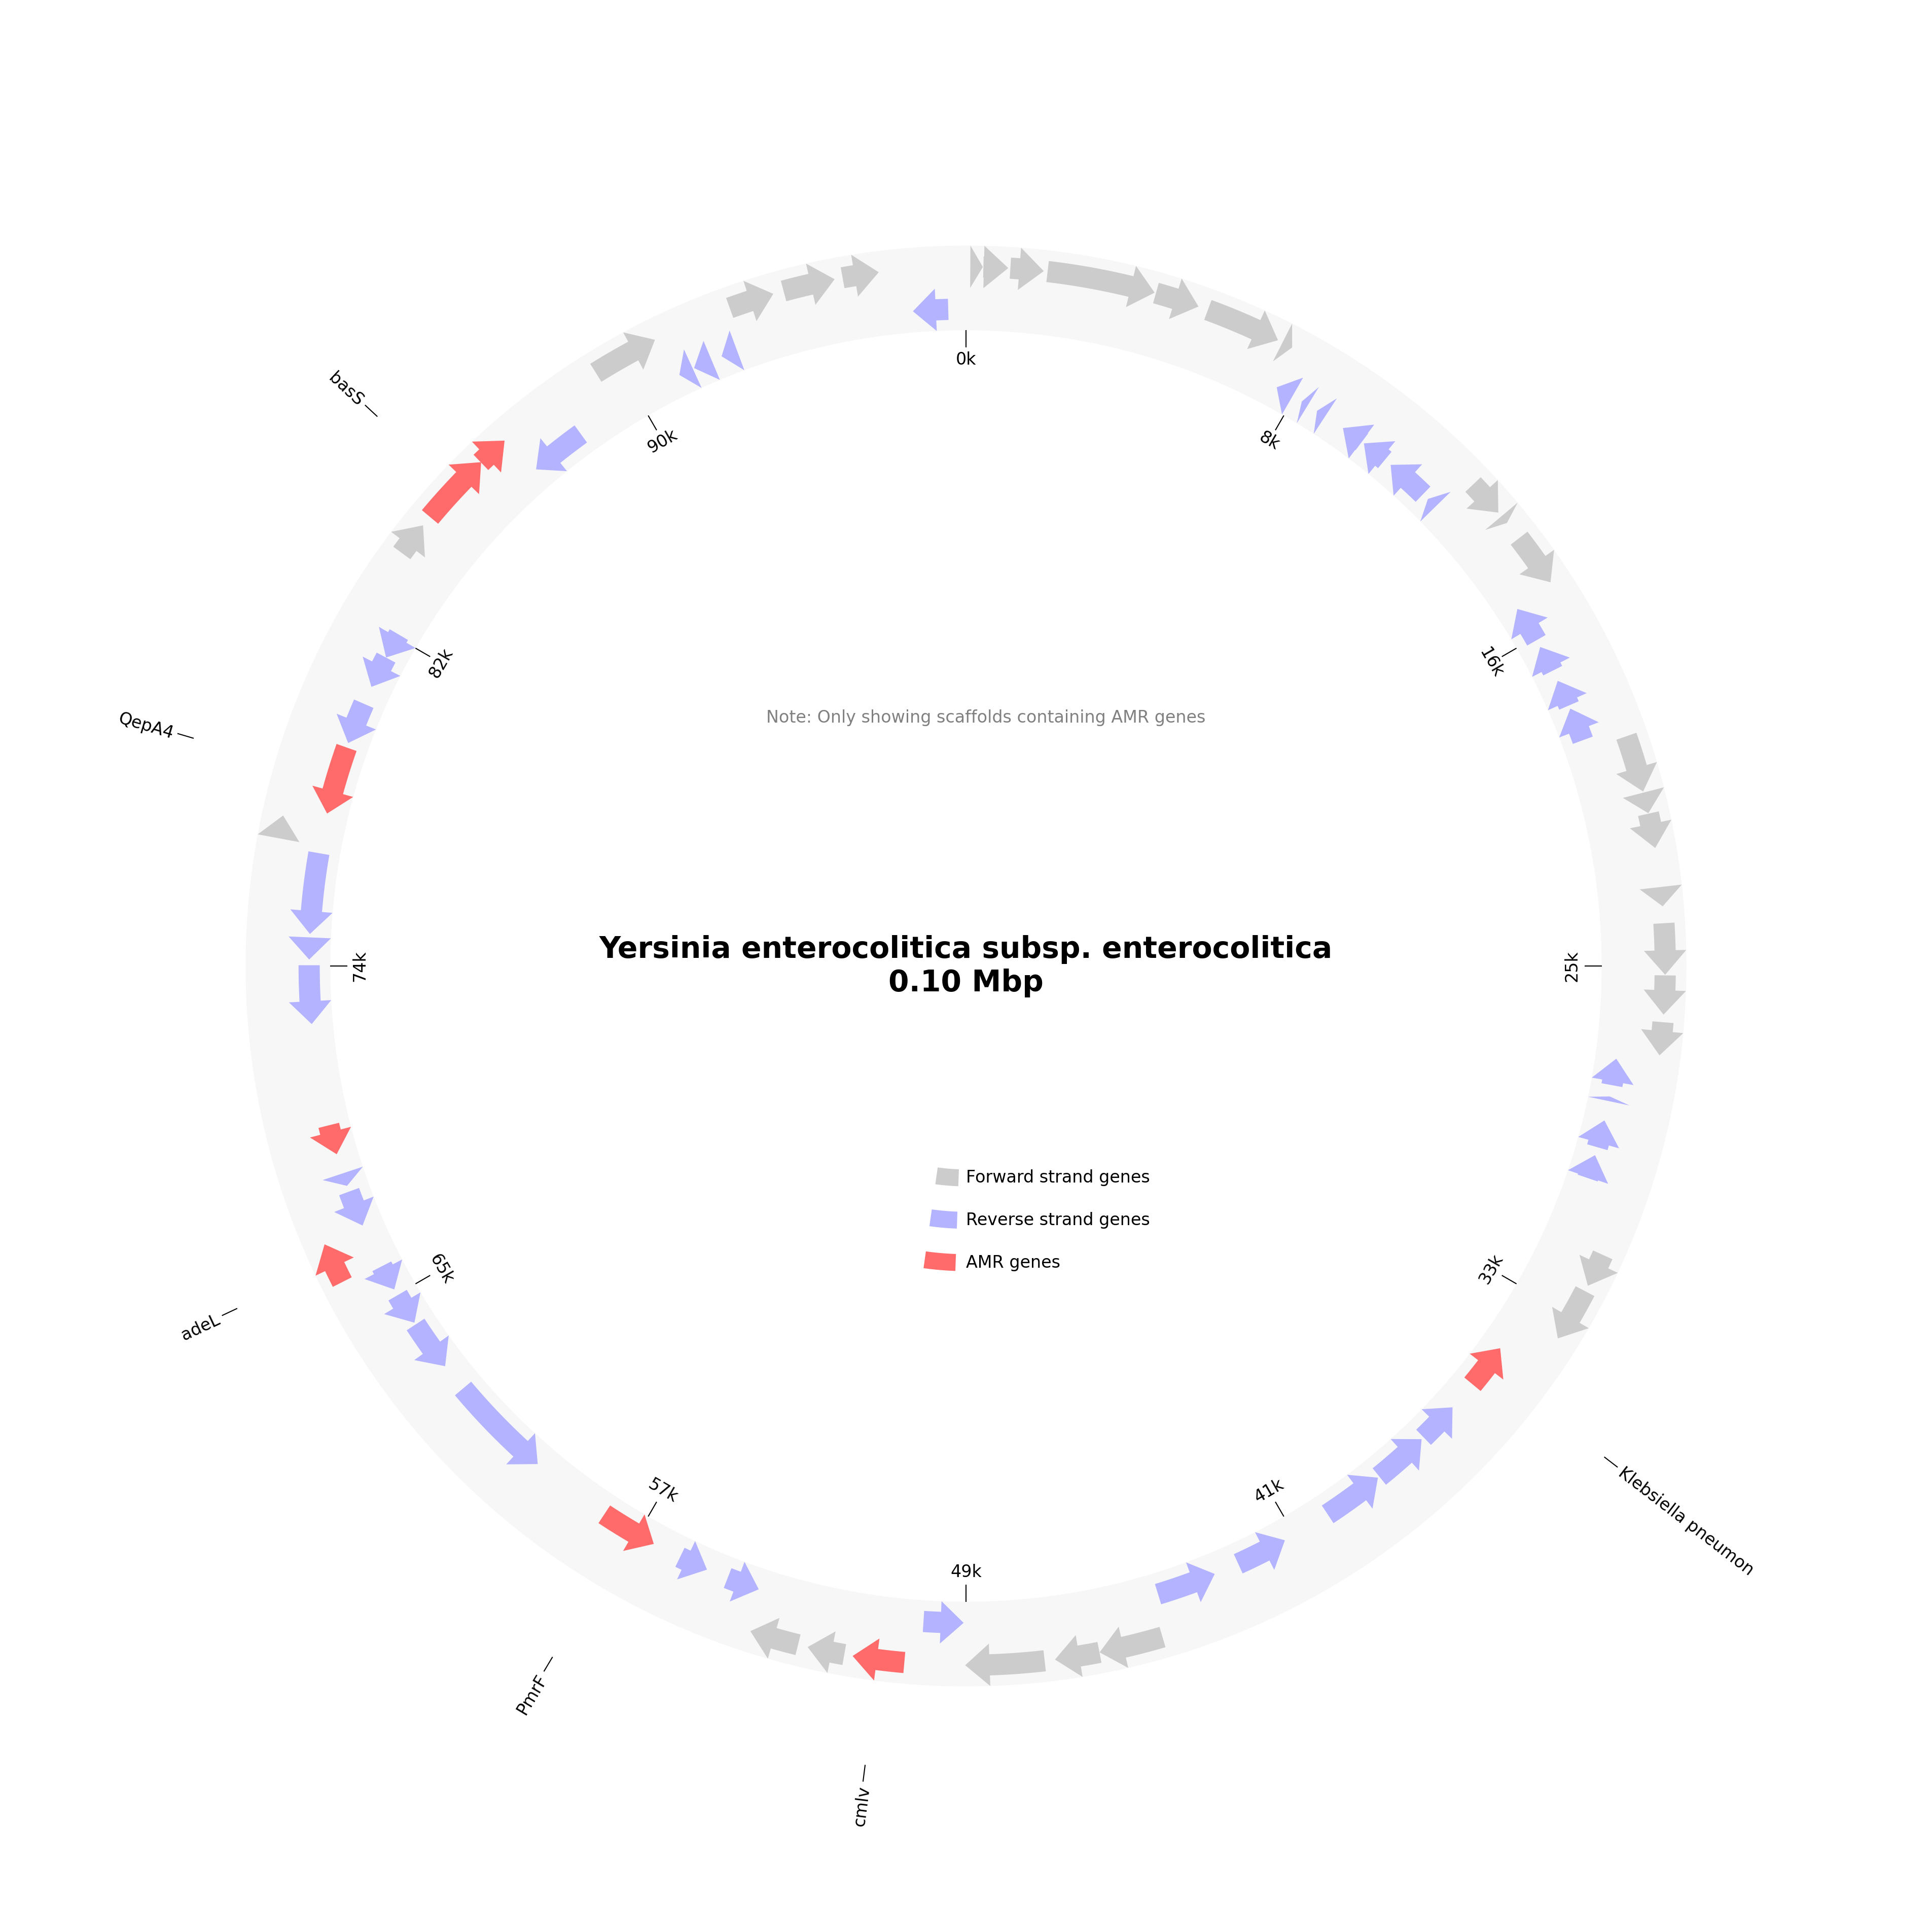 basS
0k
90k
8k
82k
16k
QepA4
Note: Only showing scaffolds containing AMR genes
Yersinia enterocolitica subsp. enterocolitica
0.10 Mbp
74k
25k
Forward strand genes
Reverse strand genes
AMR genes
65k
33k
adeL
57k
41k
49k
Klebsiella pneumon
PmrF
cmlv